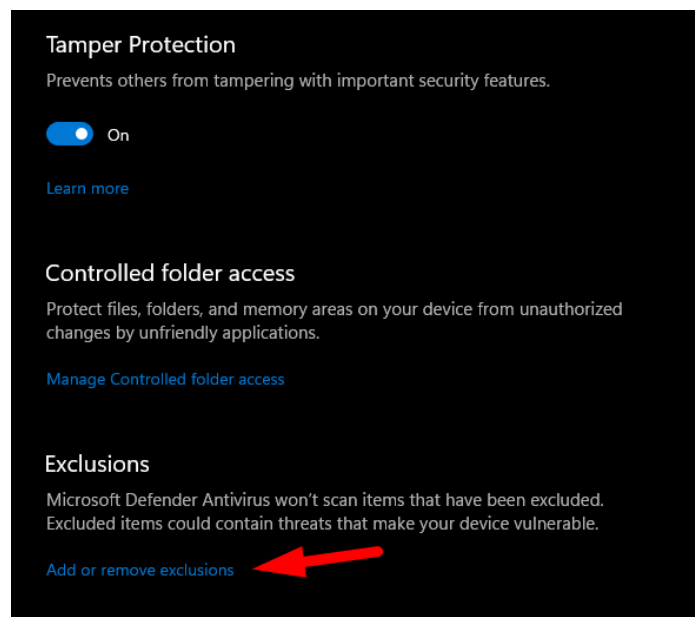 Tamper Protection
Prevents others from tampering with important security features.
On
Learn more
Controlled folder access
Protect files, folders, and memory areas on your device from unauthorized
changes by unfriendly applications.
Manage Controlled folder access
Exclusions
Microsoft Defender Antivirus won’t scan items that have been excluded.
Excluded items could contain threats that make your device vulnerable.
Add or remove exclusions